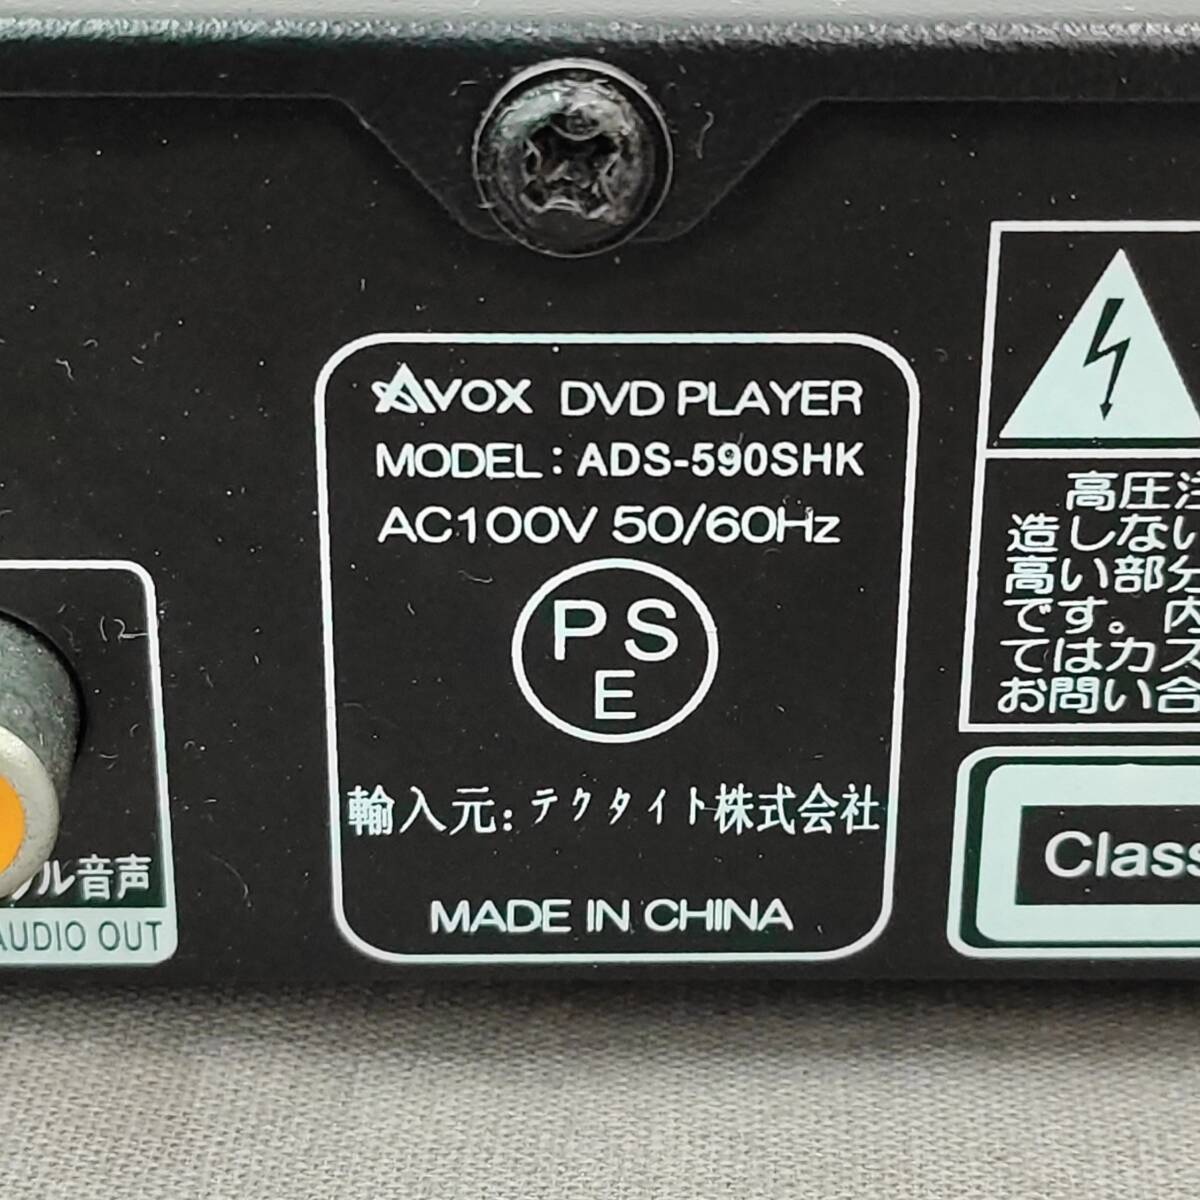 AVOX DVD PLAYER
MODEL: ADS-590SHK
AC100V 50/60Hz
PSE
輸入元: テクタイト株式会社
MADE IN CHINA
ル音声
AUDIO OUT
高圧注
造しない
高い部分
です。内
てはカス
お問い合
Class